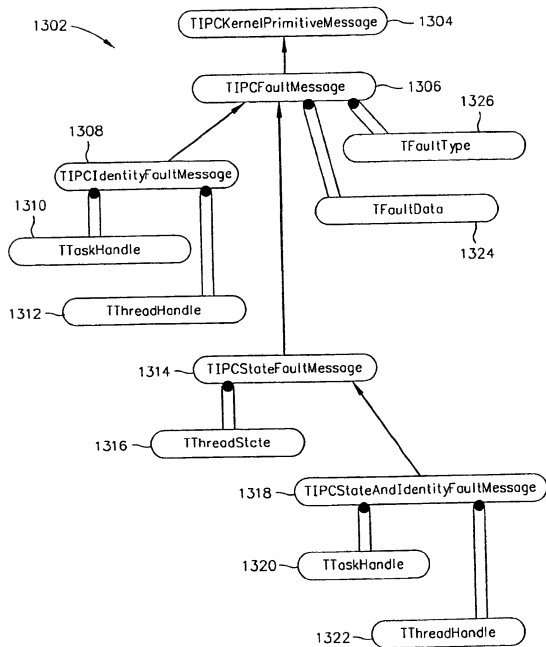 1302
TIPCKernelPrimitiveMessage
1304
TIPCFaultMessage
1306
1326
TFaultType
1308
TIPCIdentityFaultMessage
1310
TTaskHandle
TFaultData
1324
1312
TThreadHandle
1314
TIPCStateFaultMessage
1316
TThreadState
1318
TIPCStateAndIdentityFaultMessage
1320
TTaskHandle
1322
TThreadHandle